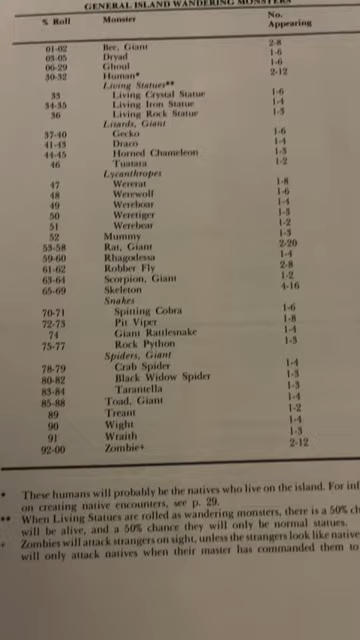 GENERAL ISLAND WANDERING MONSTERS
% Roll Monster No.
Appearing
01-02 Bee, Giant 2-8
03-05 Dryad 1-6
06-29 Ghoul 1-6
30-32 Human* 2-12
Living Statues**
33 Living Crystal Statue 1-6
34-35 Living Iron Statue 1-4
36 Living Rock Statue 1-3
Lizards, Giant
37-40 Gecko 1-6
41-43 Draco 1-4
44-45 Horned Chameleon 1-3
46 Tuatara 1-2
Lycanthropes
47 Wererat 1-8
48 Werewolf 1-6
49 Wereboar 1-4
50 Weretiger 1-3
51 Werebear 1-2
52 Mummy 1-3
53-58 Rat, Giant 2-20
59-60 Rhagodessa 1-4
61-62 Robber Fly 2-8
63-64 Scorpion, Giant 1-2
65-69 Skeleton 4-16
Snakes
70-71 Spitting Cobra 1-6
72-73 Pit Viper 1-8
74 Giant Rattlesnake 1-4
75-77 Rock Python 1-3
Spiders, Giant
78-79 Crab Spider 1-4
80-82 Black Widow Spider 1-3
83-84 Tarantella 1-3
85-88 Toad, Giant 1-4
89 Treant 1-2
90 Wight 1-4
91 Wraith 1-3
92-00 Zombie+ 2-12
* These humans will probably be the natives who live on the island. For inf
on creating native encounters, see p. 29.
** When Living Statues are rolled as wandering monsters, there is a 50% ch
will be alive, and a 50% chance they will only be normal statues.
+ Zombies will attack strangers on sight, unless the strangers look like native
will only attack natives when their master has commanded them to